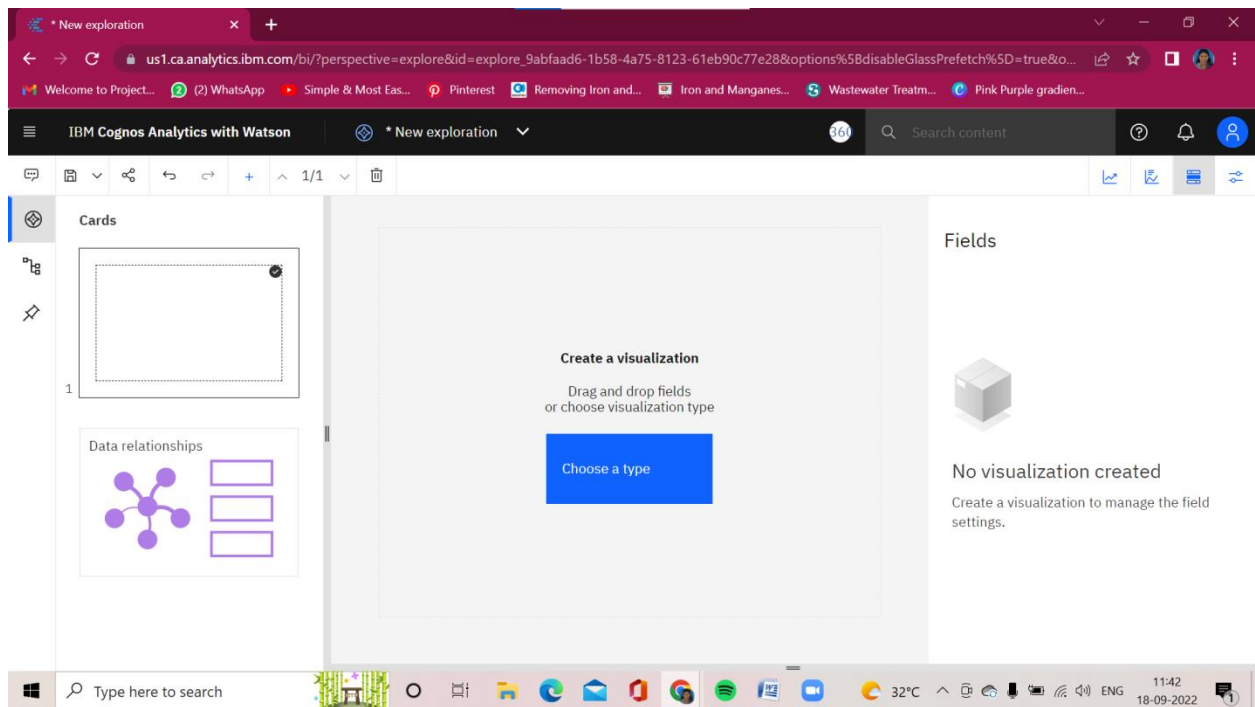 * New exploration
us1.ca.analytics.ibm.com/bi/?perspective=explore&id=explore_9abfaad6-1b58-4a75-8123-61eb90c77e28&options%5BdisableGlassPrefetch%5D=true&o...
Welcome to Project... (2) WhatsApp Simple & Most Eas... Pinterest Removing Iron and... Iron and Manganes... Wastewater Treatm... Pink Purple gradien...
IBM Cognos Analytics with Watson * New exploration 360 Search content
1/1
Cards
Fields
1
Create a visualization
Drag and drop fields
or choose visualization type
Choose a type
Data relationships
No visualization created
Create a visualization to manage the field
settings.
Type here to search 32°C ENG 11:42
18-09-2022 1